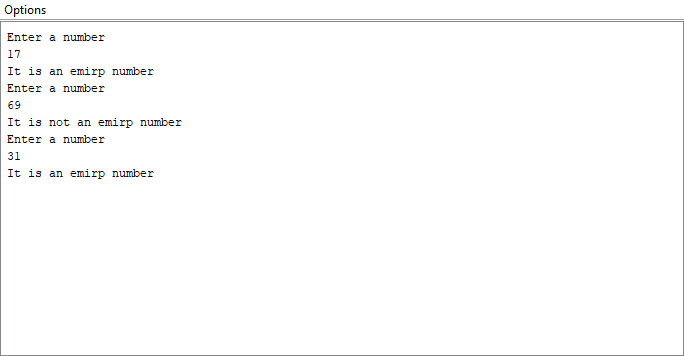 Options
Enter a number
17
It is an emirp number
Enter a number
69
It is not an emirp number
Enter a number
31
It is an emirp number